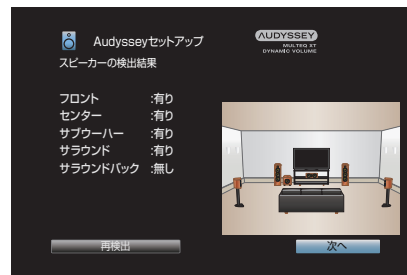 Audysseyセットアップ
AUDYSSEY
MULTEQ XT
DYNAMIC VOLUME
スピーカーの検出結果
フロント :有り
センター :有り
サブウーハー :有り
サラウンド :有り
サラウンドバック :無し
再検出
次へ